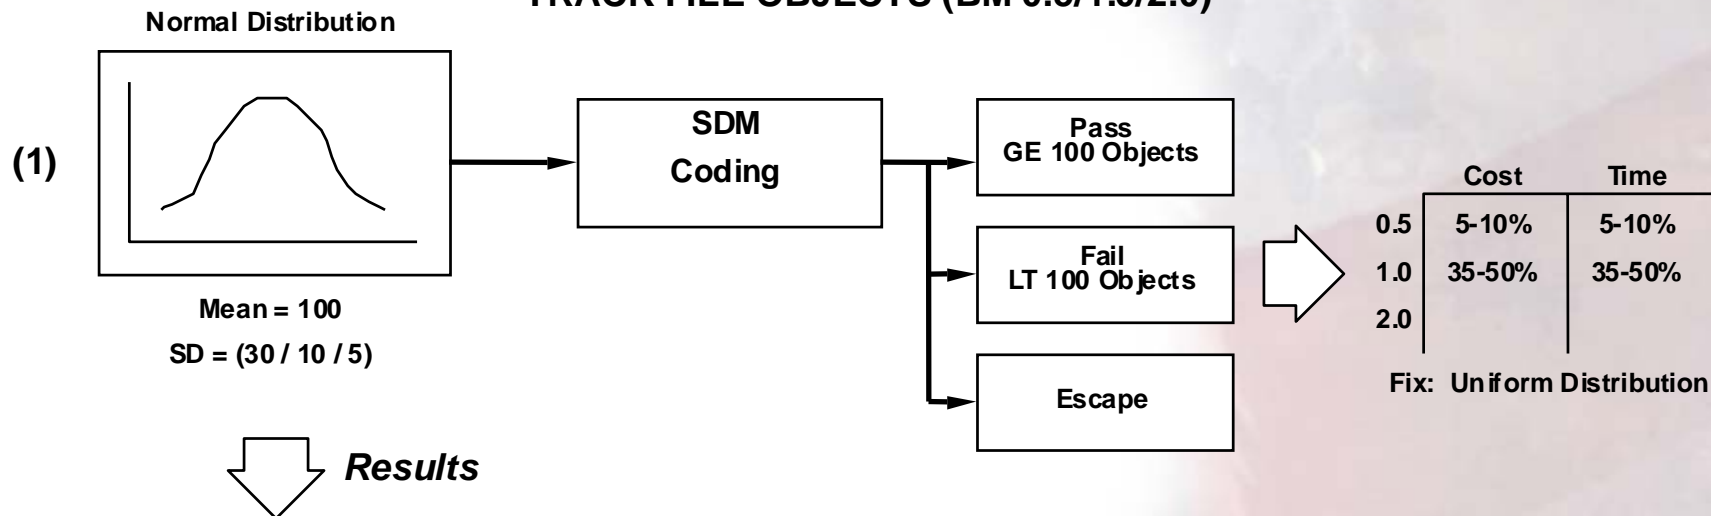 Normal Distribution
(1)
Mean = 100
SD = (30 / 10 / 5)
SDM
Coding
Pass
GE 100 Objects
Fail
LT 100 Objects
Escape
Cost Time
0.5 5-10% 5-10%
1.0 35-50% 35-50%
2.0
Fix: Uniform Distribution
Results